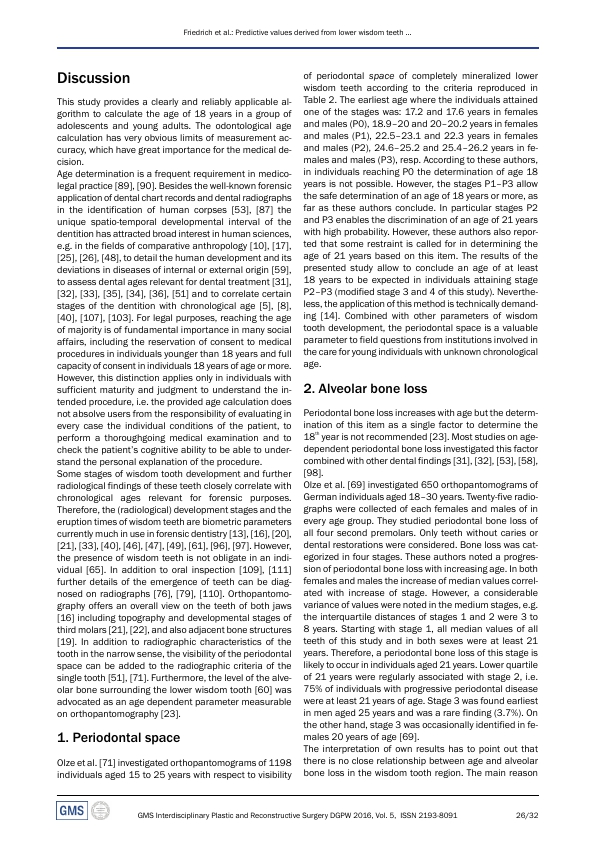 Friedrich et al.: Predictive values derived from lower wisdom teeth ...
Discussion
This study provides a clearly and reliably applicable al-
gorithm to calculate the age of 18 years in a group of
adolescents and young adults. The odontological age
calculation has very obvious limits of measurement ac-
curacy, which have great importance for the medical de-
cision.
Age determination is a frequent requirement in medico-
legal practice [89], [90]. Besides the well-known forensic
application of dental chart records and dental radiographs
in the identification of human corpses [53], [87] the
unique spatio-temporal developmental interval of the
dentition has attracted broad interest in human sciences,
e.g. in the fields of comparative anthropology [10], [17],
[25], [26], [48], to detail the human development and its
deviations in diseases of internal or external origin [59],
to assess dental ages relevant for dental treatment [31],
[32], [33], [35], [34], [36], [51] and to correlate certain
stages of the dentition with chronological age [5], [8],
[40], [107], [103]. For legal purposes, reaching the age
of majority is of fundamental importance in many social
affairs, including the reservation of consent to medical
procedures in individuals younger than 18 years and full
capacity of consent in individuals 18 years of age or more.
However, this distinction applies only in individuals with
sufficient maturity and judgment to understand the in-
tended procedure, i.e. the provided age calculation does
not absolve users from the responsibility of evaluating in
every case the individual conditions of the patient, to
perform a thoroughgoing medical examination and to
check the patient's cognitive ability to be able to under-
stand the personal explanation of the procedure.
Some stages of wisdom tooth development and further
radiological findings of these teeth closely correlate with
chronological ages relevant for forensic purposes.
Therefore, the (radiological) development stages and the
eruption times of wisdom teeth are biometric parameters
currently much in use in forensic dentistry [13], [16], [20],
[21], [33], [40], [46], [47], [49], [61], [96], [97]. However,
the presence of wisdom teeth is not obligate in an indi-
vidual [65]. In addition to oral inspection [109], [111]
further details of the emergence of teeth can be diag-
nosed on radiographs [76], [79], [110]. Orthopantomo-
graphy offers an overall view on the teeth of both jaws
[16] including topography and developmental stages of
third molars [21], [22], and also adjacent bone structures
[19]. In addition to radiographic characteristics of the
tooth in the narrow sense, the visibility of the periodontal
space can be added to the radiographic criteria of the
single tooth [51], [71]. Furthermore, the level of the alve-
olar bone surrounding the lower wisdom tooth [60] was
advocated as an age dependent parameter measurable
on orthopantomography [23].
1. Periodontal space
Olze et al. [71] investigated orthopantomograms of 1198
individuals aged 15 to 25 years with respect to visibility
of periodontal space of completely mineralized lower
wisdom teeth according to the criteria reproduced in
Table 2. The earliest age where the individuals attained
one of the stages was: 17.2 and 17.6 years in females
and males (P0), 18.9–20 and 20–20.2 years in females
and males (P1), 22.5–23.1 and 22.3 years in females
and males (P2), 24.6–25.2 and 25.4–26.2 years in fe-
males and males (P3), resp. According to these authors,
in individuals reaching P0 the determination of age 18
years is not possible. However, the stages P1–P3 allow
the safe determination of an age of 18 years or more, as
far as these authors conclude. In particular stages P2
and P3 enables the discrimination of an age of 21 years
with high probability. However, these authors also repor-
ted that some restraint is called for in determining the
age of 21 years based on this item. The results of the
presented study allow to conclude an age of at least
18 years to be expected in individuals attaining stage
P2–P3 (modified stage 3 and 4 of this study). Neverthe-
less, the application of this method is technically demand-
ing [14]. Combined with other parameters of wisdom
tooth development, the periodontal space is a valuable
parameter to field questions from institutions involved in
the care for young individuals with unknown chronological
age.
2. Alveolar bone loss
Periodontal bone loss increases with age but the determ-
ination of this item as a single factor to determine the
18th year is not recommended [23]. Most studies on age-
dependent periodontal bone loss investigated this factor
combined with other dental findings [31], [32], [53], [58],
[98].
Olze et al. [69] investigated 650 orthopantomograms of
German individuals aged 18–30 years. Twenty-five radio-
graphs were collected of each females and males of in
every age group. They studied periodontal bone loss of
all four second premolars. Only teeth without caries or
dental restorations were considered. Bone loss was cat-
egorized in four stages. These authors noted a progres-
sion of periodontal bone loss with increasing age. In both
females and males the increase of median values correl-
ated with increase of stage. However, a considerable
variance of values were noted in the medium stages, e.g.
the interquartile distances of stages 1 and 2 were 3 to
8 years. Starting with stage 1, all median values of all
teeth of this study and in both sexes were at least 21
years. Therefore, a periodontal bone loss of this stage is
likely to occur in individuals aged 21 years. Lower quartile
of 21 years were regularly associated with stage 2, i.e.
75% of individuals with progressive periodontal disease
were at least 21 years of age. Stage 3 was found earliest
in men aged 25 years and was a rare finding (3.7%). On
the other hand, stage 3 was occasionally identified in fe-
males 20 years of age [69].
The interpretation of own results has to point out that
there is no close relationship between age and alveolar
bone loss in the wisdom tooth region. The main reason
GMS
GMS Interdisciplinary Plastic and Reconstructive Surgery DGPW 2016, Vol. 5, ISSN 2193-8091
26/32